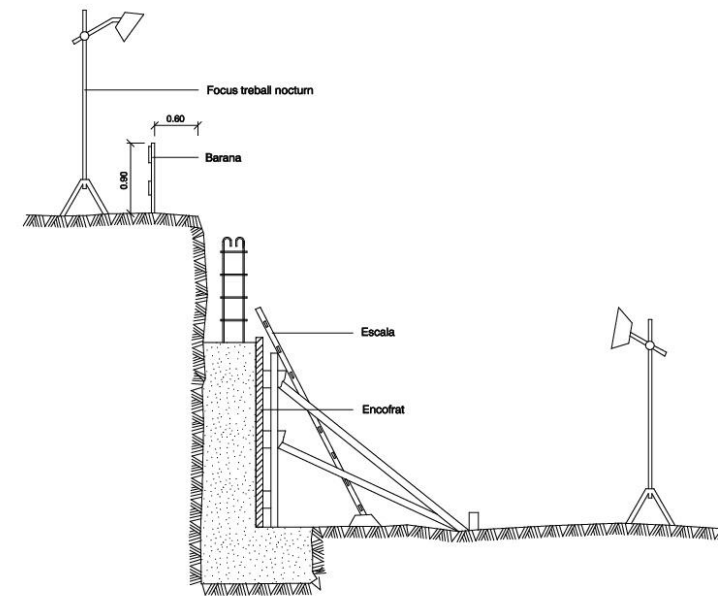 Focus treball nocturn
0.60
Barana
0.90
Escala
Encofrat